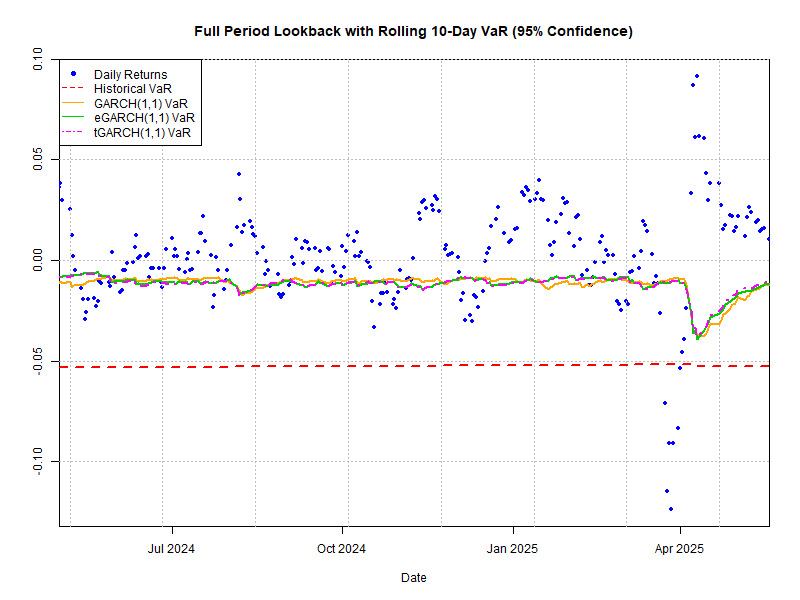 Full Period Lookback with Rolling 10-Day VaR (95% Confidence)
0.10
0.05
0.00
-0.05
-0.10
Daily Returns
Historical VaR
GARCH(1,1) VaR
eGARCH(1,1) VaR
tGARCH(1,1) VaR
Jul 2024
Oct 2024
Jan 2025
Apr 2025
Date